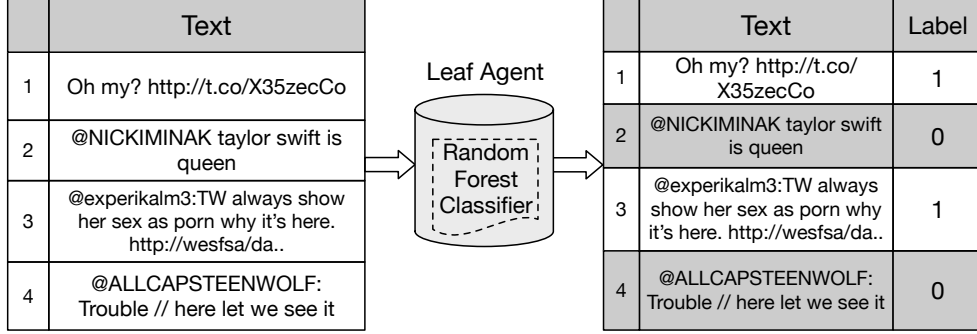 Text
1
Oh my? http://t.co/X35zecCo
2
@NICKIMINAK taylor swift is
queen
3
@experikalm3:TW always show
her sex as porn why it's here.
http://wesfsa/da..
4
@ALLCAPSTEENWOLF:
Trouble // here let we see it
Leaf Agent
Random
Forest
Classifier
Text
Label
1
Oh my? http://t.co/
X35zecCo
1
2
@NICKIMINAK taylor swift
is queen
0
3
@experikalm3:TW always
show her sex as porn why
it's here. http://wesfsa/da..
1
4
@ALLCAPSTEENWOLF:
Trouble // here let we see it
0